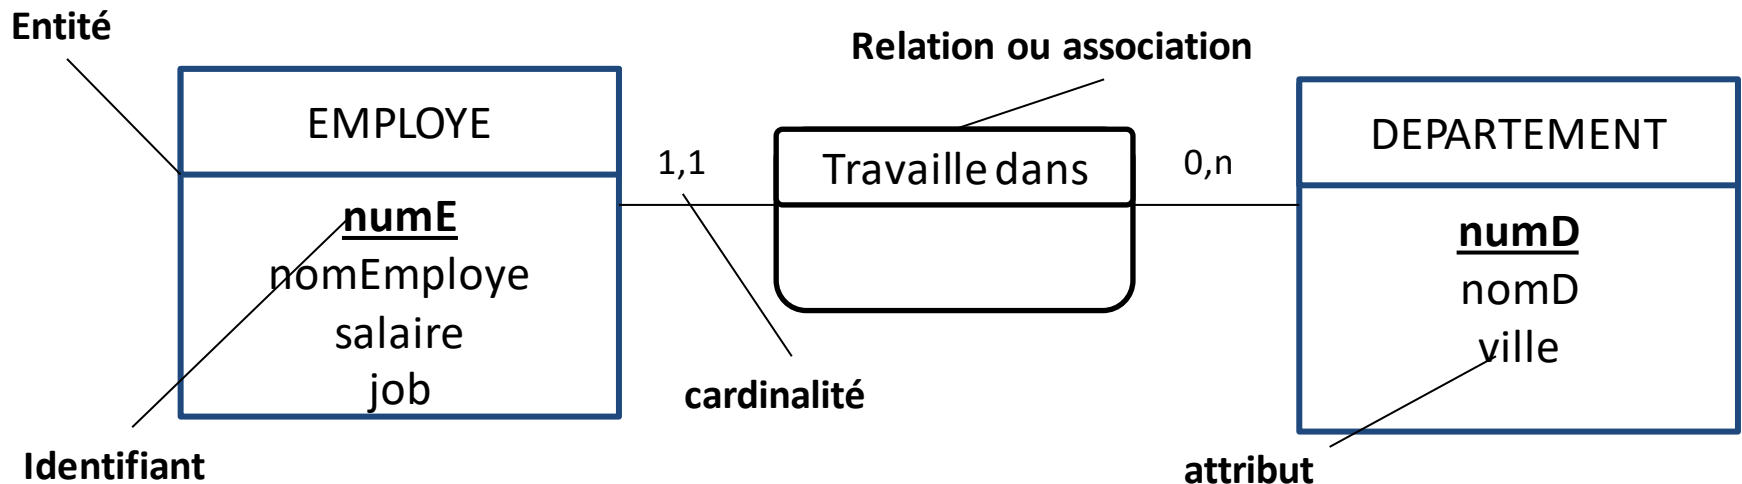 Entité
Relation ou association
EMPLOYE
1,1
Travaille dans
0,n
DEPARTEMENT
numE
nomEmploye
salaire
job
numD
nomD
ville
cardinalité
Identifiant
attribut